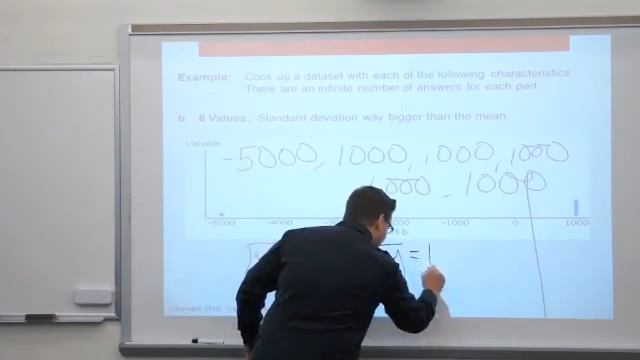 Example: Cook up a dataset with each of the following characteristics.
There are an infinite number of answers for each part.
b 6 Values: Standard deviation way bigger than the mean
Variable
-5000, 1000, 1000, 1000
1000, 1000
-5000 -4000 -1000 0 1000
= 1
Copyright